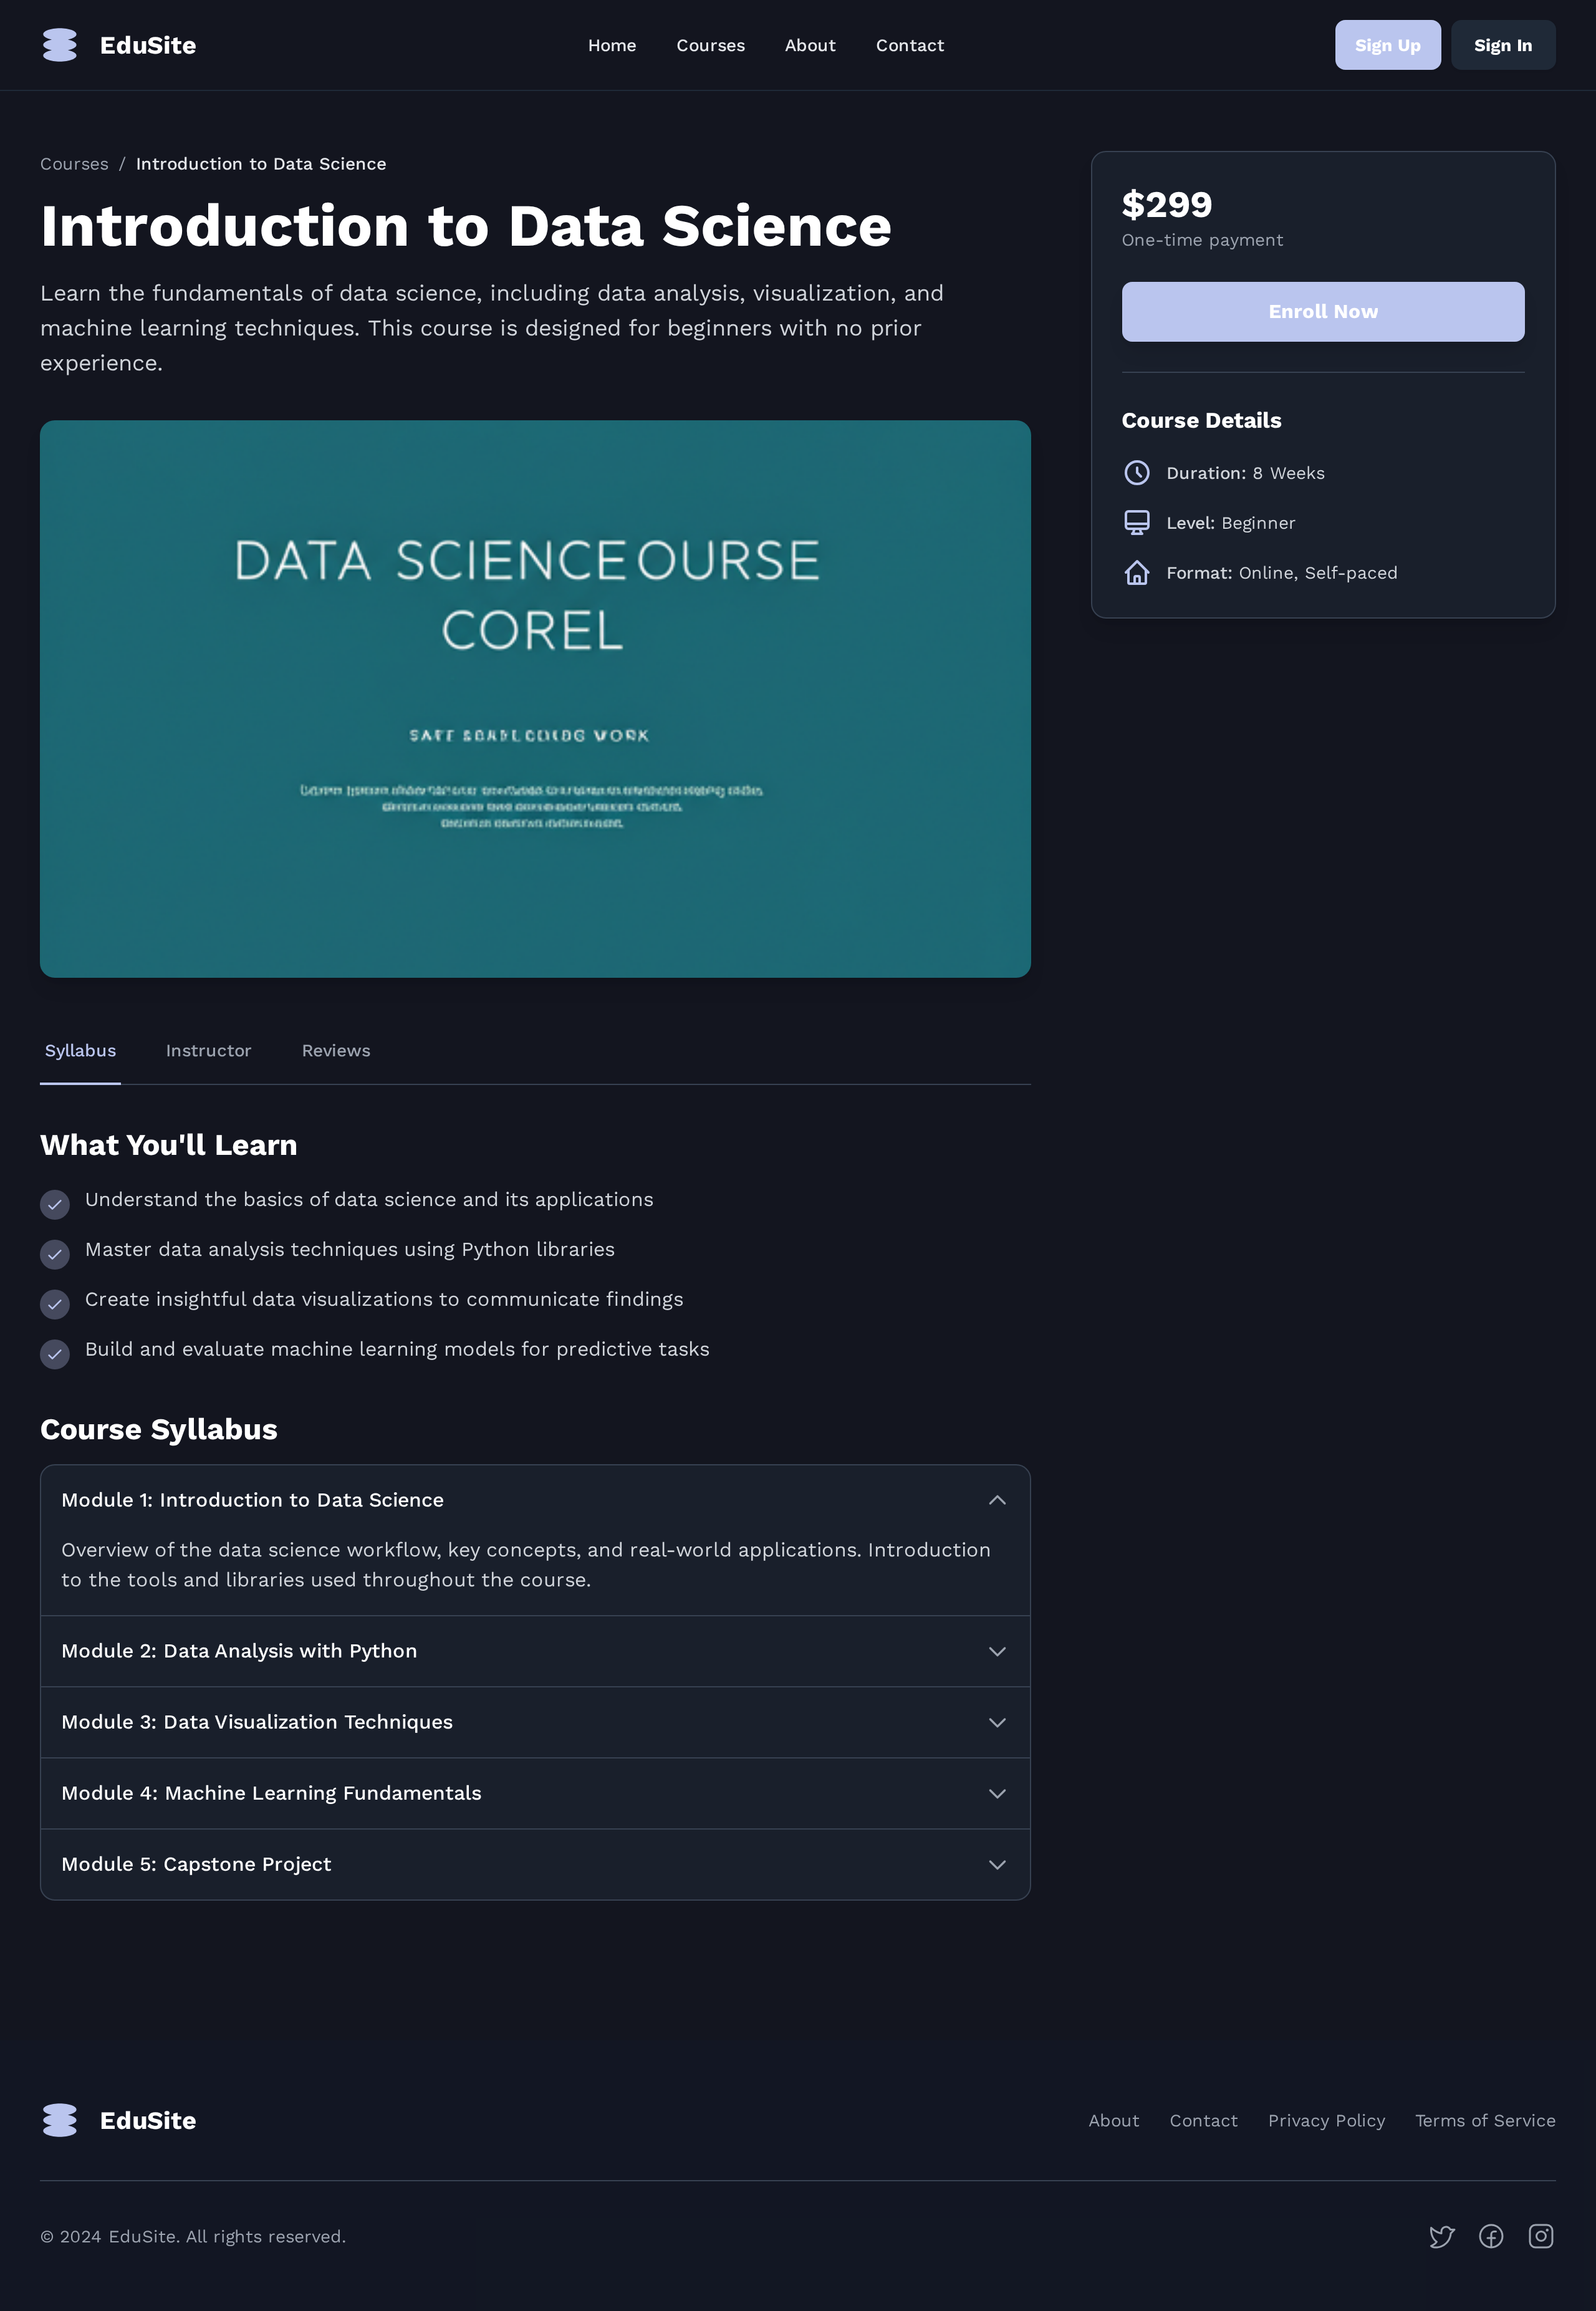 EduSite
Home
Courses
About
Contact
Sign Up
Sign In
Courses / Introduction to Data Science
Introduction to Data Science
Learn the fundamentals of data science, including data analysis, visualization, and
machine learning techniques. This course is designed for beginners with no prior
experience.
DATA SCIENCE OURSE
COREL
WORK
$299
One-time payment
Enroll Now
Course Details
Duration: 8 Weeks
Level: Beginner
Format: Online, Self-paced
Syllabus
Instructor
Reviews
What You'll Learn
Understand the basics of data science and its applications
Master data analysis techniques using Python libraries
Create insightful data visualizations to communicate findings
Build and evaluate machine learning models for predictive tasks
Course Syllabus
Module 1: Introduction to Data Science
Overview of the data science workflow, key concepts, and real-world applications. Introduction
to the tools and libraries used throughout the course.
Module 2: Data Analysis with Python
Module 3: Data Visualization Techniques
Module 4: Machine Learning Fundamentals
Module 5: Capstone Project
EduSite
About
Contact
Privacy Policy
Terms of Service
© 2024 EduSite. All rights reserved.